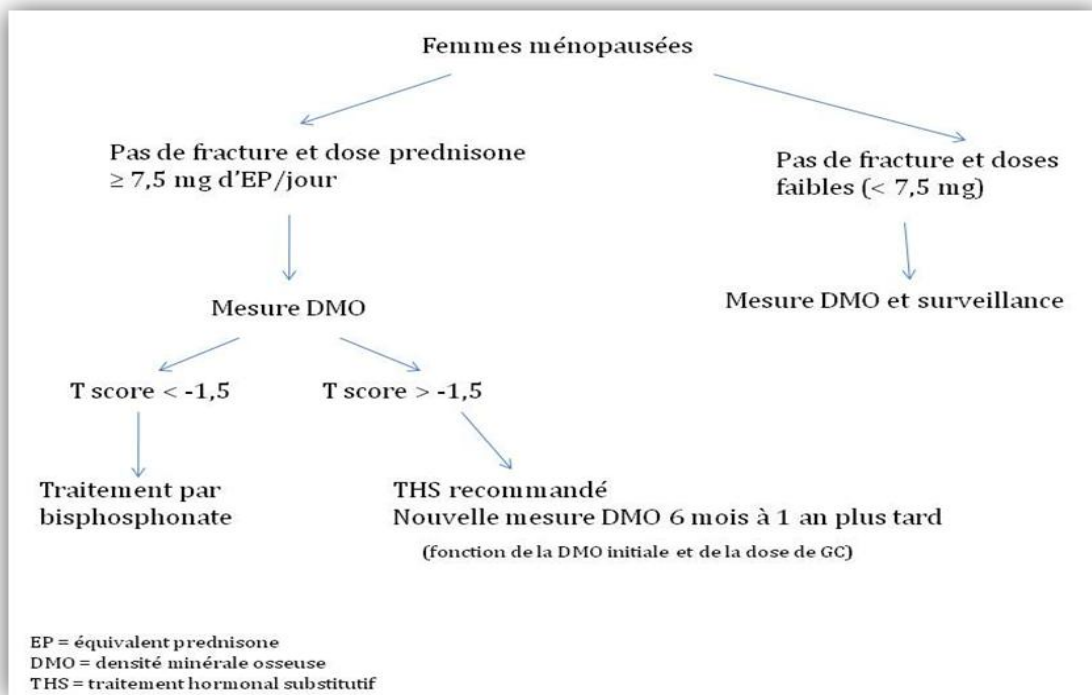 Femmes ménopausées
Pas de fracture et dose prednisone
≥ 7,5 mg d'EP/jour
Pas de fracture et doses
faibles (< 7,5 mg)
Mesure DMO
Mesure DMO et surveillance
T score < -1,5
T score > -1,5
Traitement par
bisphosphonate
THS recommandé
Nouvelle mesure DMO 6 mois à 1 an plus tard
(fonction de la DMO initiale et de la dose de GC)
EP = équivalent prednisone
DMO = densité minérale osseuse
THS = traitement hormonal substitutif